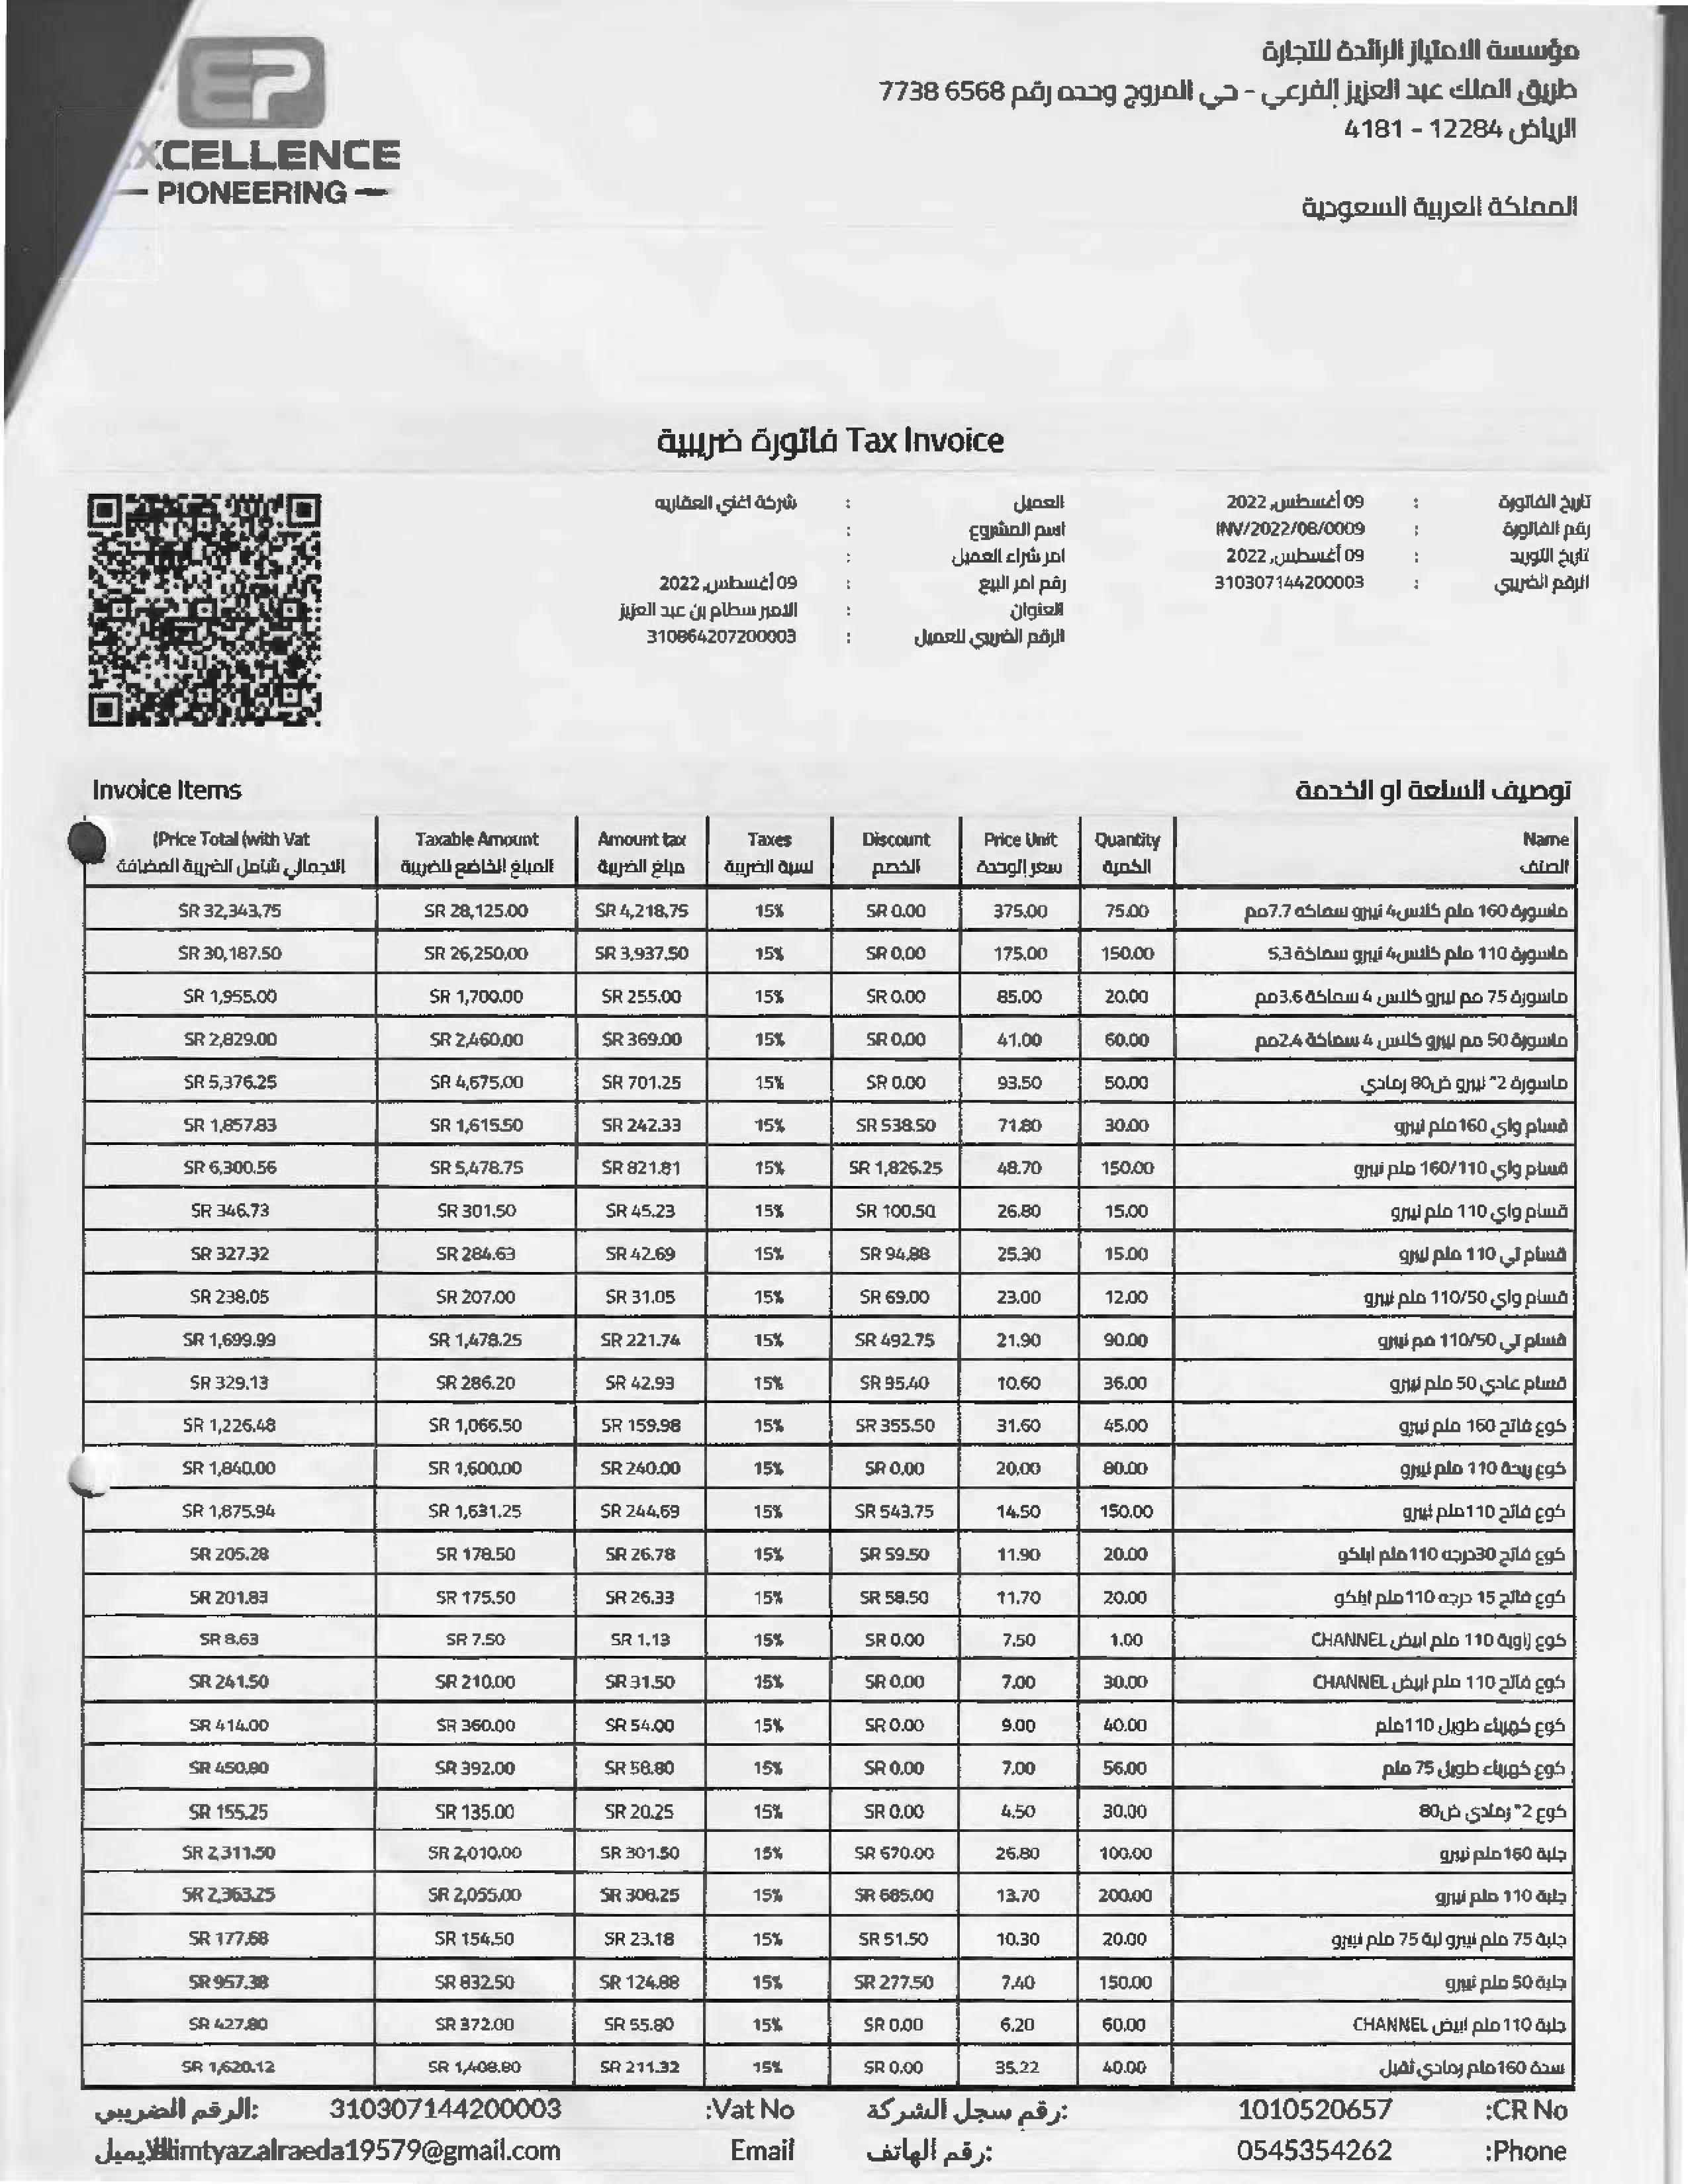 مؤسسة الامتياز الرائدة للتجارة
طريق الملك عبد العزيز الفرعي - حي المروج وحده رقم 6568 7738
الرياض 12284 - 4181
المملكة العربية السعودية
EP
XCELLENCE
— PIONEERING —
فاتورة ضريبية Tax Invoice
تاريخ الفاتورة : 09 أغسطس, 2022
رقم الفاتورة : INV/2022/08/0009
تاريخ التوريد : 09 أغسطس, 2022
الرقم الضريبي : 310307144200003
العميل : شركة اغني العقاريه
اسم المشروع :
امر شراء العميل :
رقم امر البيع : 09 أغسطس, 2022
العنوان : الامير سطام بن عبد العزيز
الرقم الضريبي للعميل : 310864207200003
توصيف السلعة او الخدمة
Invoice Items
Name Quantity Price Unit Discount Taxes Amount tax Taxable Amount (Price Total (with Vat
الصنف الكمية سعر الوحدة الخصم نسبة الضريبة مبلغ الضريبة المبلغ الخاضع للضريبة الاجمالي شامل الضريبة المضافة
ماسورة 160 ملم كلاس4 نيبرو سماكه 7.7مم 75.00 375.00 SR 0.00 15% SR 4,218.75 SR 28,125.00 SR 32,343.75
ماسورة 110 ملم كلاس4 نيبرو سماكة 5.3 150.00 175.00 SR 0.00 15% SR 3,937.50 SR 26,250.00 SR 30,187.50
ماسورة 75 مم نيبرو كلاس 4 سماكة 3.6مم 20.00 85.00 SR 0.00 15% SR 255.00 SR 1,700.00 SR 1,955.00
ماسورة 50 مم نيبرو كلاس 4 سماكة 2.4مم 60.00 41.00 SR 0.00 15% SR 369.00 SR 2,460.00 SR 2,829.00
ماسورة 2" نيبرو ض80 رمادي 50.00 93.50 SR 0.00 15% SR 701.25 SR 4,675.00 SR 5,376.25
قسام واي 160ملم نيبرو 30.00 71.80 SR 538.50 15% SR 242.33 SR 1,615.50 SR 1,857.83
قسام واي 160/110 ملم نيبرو 150.00 48.70 SR 1,826.25 15% SR 821.81 SR 5,478.75 SR 6,300.56
قسام واي 110 ملم نيبرو 15.00 26.80 SR 100.50 15% SR 45.23 SR 301.50 SR 346.73
قسام تي 110 ملم نيبرو 15.00 25.30 SR 94.88 15% SR 42.69 SR 284.63 SR 327.32
قسام واي 110/50 ملم نيبرو 12.00 23.00 SR 69.00 15% SR 31.05 SR 207.00 SR 238.05
قسام تي 110/50 مم نيبرو 90.00 21.90 SR 492.75 15% SR 221.74 SR 1,478.25 SR 1,699.99
قسام عادي 50 ملم نيبرو 36.00 10.60 SR 95.40 15% SR 42.93 SR 286.20 SR 329.13
كوع فاتح 160 ملم نيبرو 45.00 31.60 SR 355.50 15% SR 159.98 SR 1,066.50 SR 1,226.48
كوع بيحة 110 ملم نيبرو 80.00 20.00 SR 0.00 15% SR 240.00 SR 1,600.00 SR 1,840.00
كوع فاتح 110ملم نيبرو 150.00 14.50 SR 543.75 15% SR 244.69 SR 1,631.25 SR 1,875.94
كوع فاتح 30درجه 110ملم ابلكو 20.00 11.90 SR 59.50 15% SR 26.78 SR 178.50 SR 205.28
كوع فاتح 15 درجه 110ملم ابلكو 20.00 11.70 SR 58.50 15% SR 26.33 SR 175.50 SR 201.83
كوع زاوية 110 ملم ابيض CHANNEL 1.00 7.50 SR 0.00 15% SR 1.13 SR 7.50 SR 8.63
كوع فاتح 110 ملم ابيض CHANNEL 30.00 7.00 SR 0.00 15% SR 31.50 SR 210.00 SR 241.50
كوع كهرباء طويل 110ملم 40.00 9.00 SR 0.00 15% SR 54.00 SR 360.00 SR 414.00
كوع كهرباء طويل 75 ملم 56.00 7.00 SR 0.00 15% SR 58.80 SR 392.00 SR 450.80
كوع 2" رمادي ض80 30.00 4.50 SR 0.00 15% SR 20.25 SR 135.00 SR 155.25
جلبة 160ملم نيبرو 100.00 26.80 SR 670.00 15% SR 301.50 SR 2,010.00 SR 2,311.50
جلبة 110 ملم نيبرو 200.00 13.70 SR 685.00 15% SR 308.25 SR 2,055.00 SR 2,363.25
جلبة 75 ملم نيبرو لبة 75 ملم نيبرو 20.00 10.30 SR 51.50 15% SR 23.18 SR 154.50 SR 177.68
جلبة 50 ملم نيبرو 150.00 7.40 SR 277.50 15% SR 124.88 SR 832.50 SR 957.38
جلبة 110ملم ابيض CHANNEL 60.00 6.20 SR 0.00 15% SR 55.80 SR 372.00 SR 427.80
سدة 160ملم رمادي ثقيل 40.00 35.22 SR 0.00 15% SR 211.32 SR 1,408.80 SR 1,620.12
CR No: 1010520657 رقم سجل الشركة: Vat No: 310307144200003 الرقم الضريبي:
Phone: 0545354262 رقم الهاتف: Email alimtyaz.alraeda19579@gmail.com الايميل